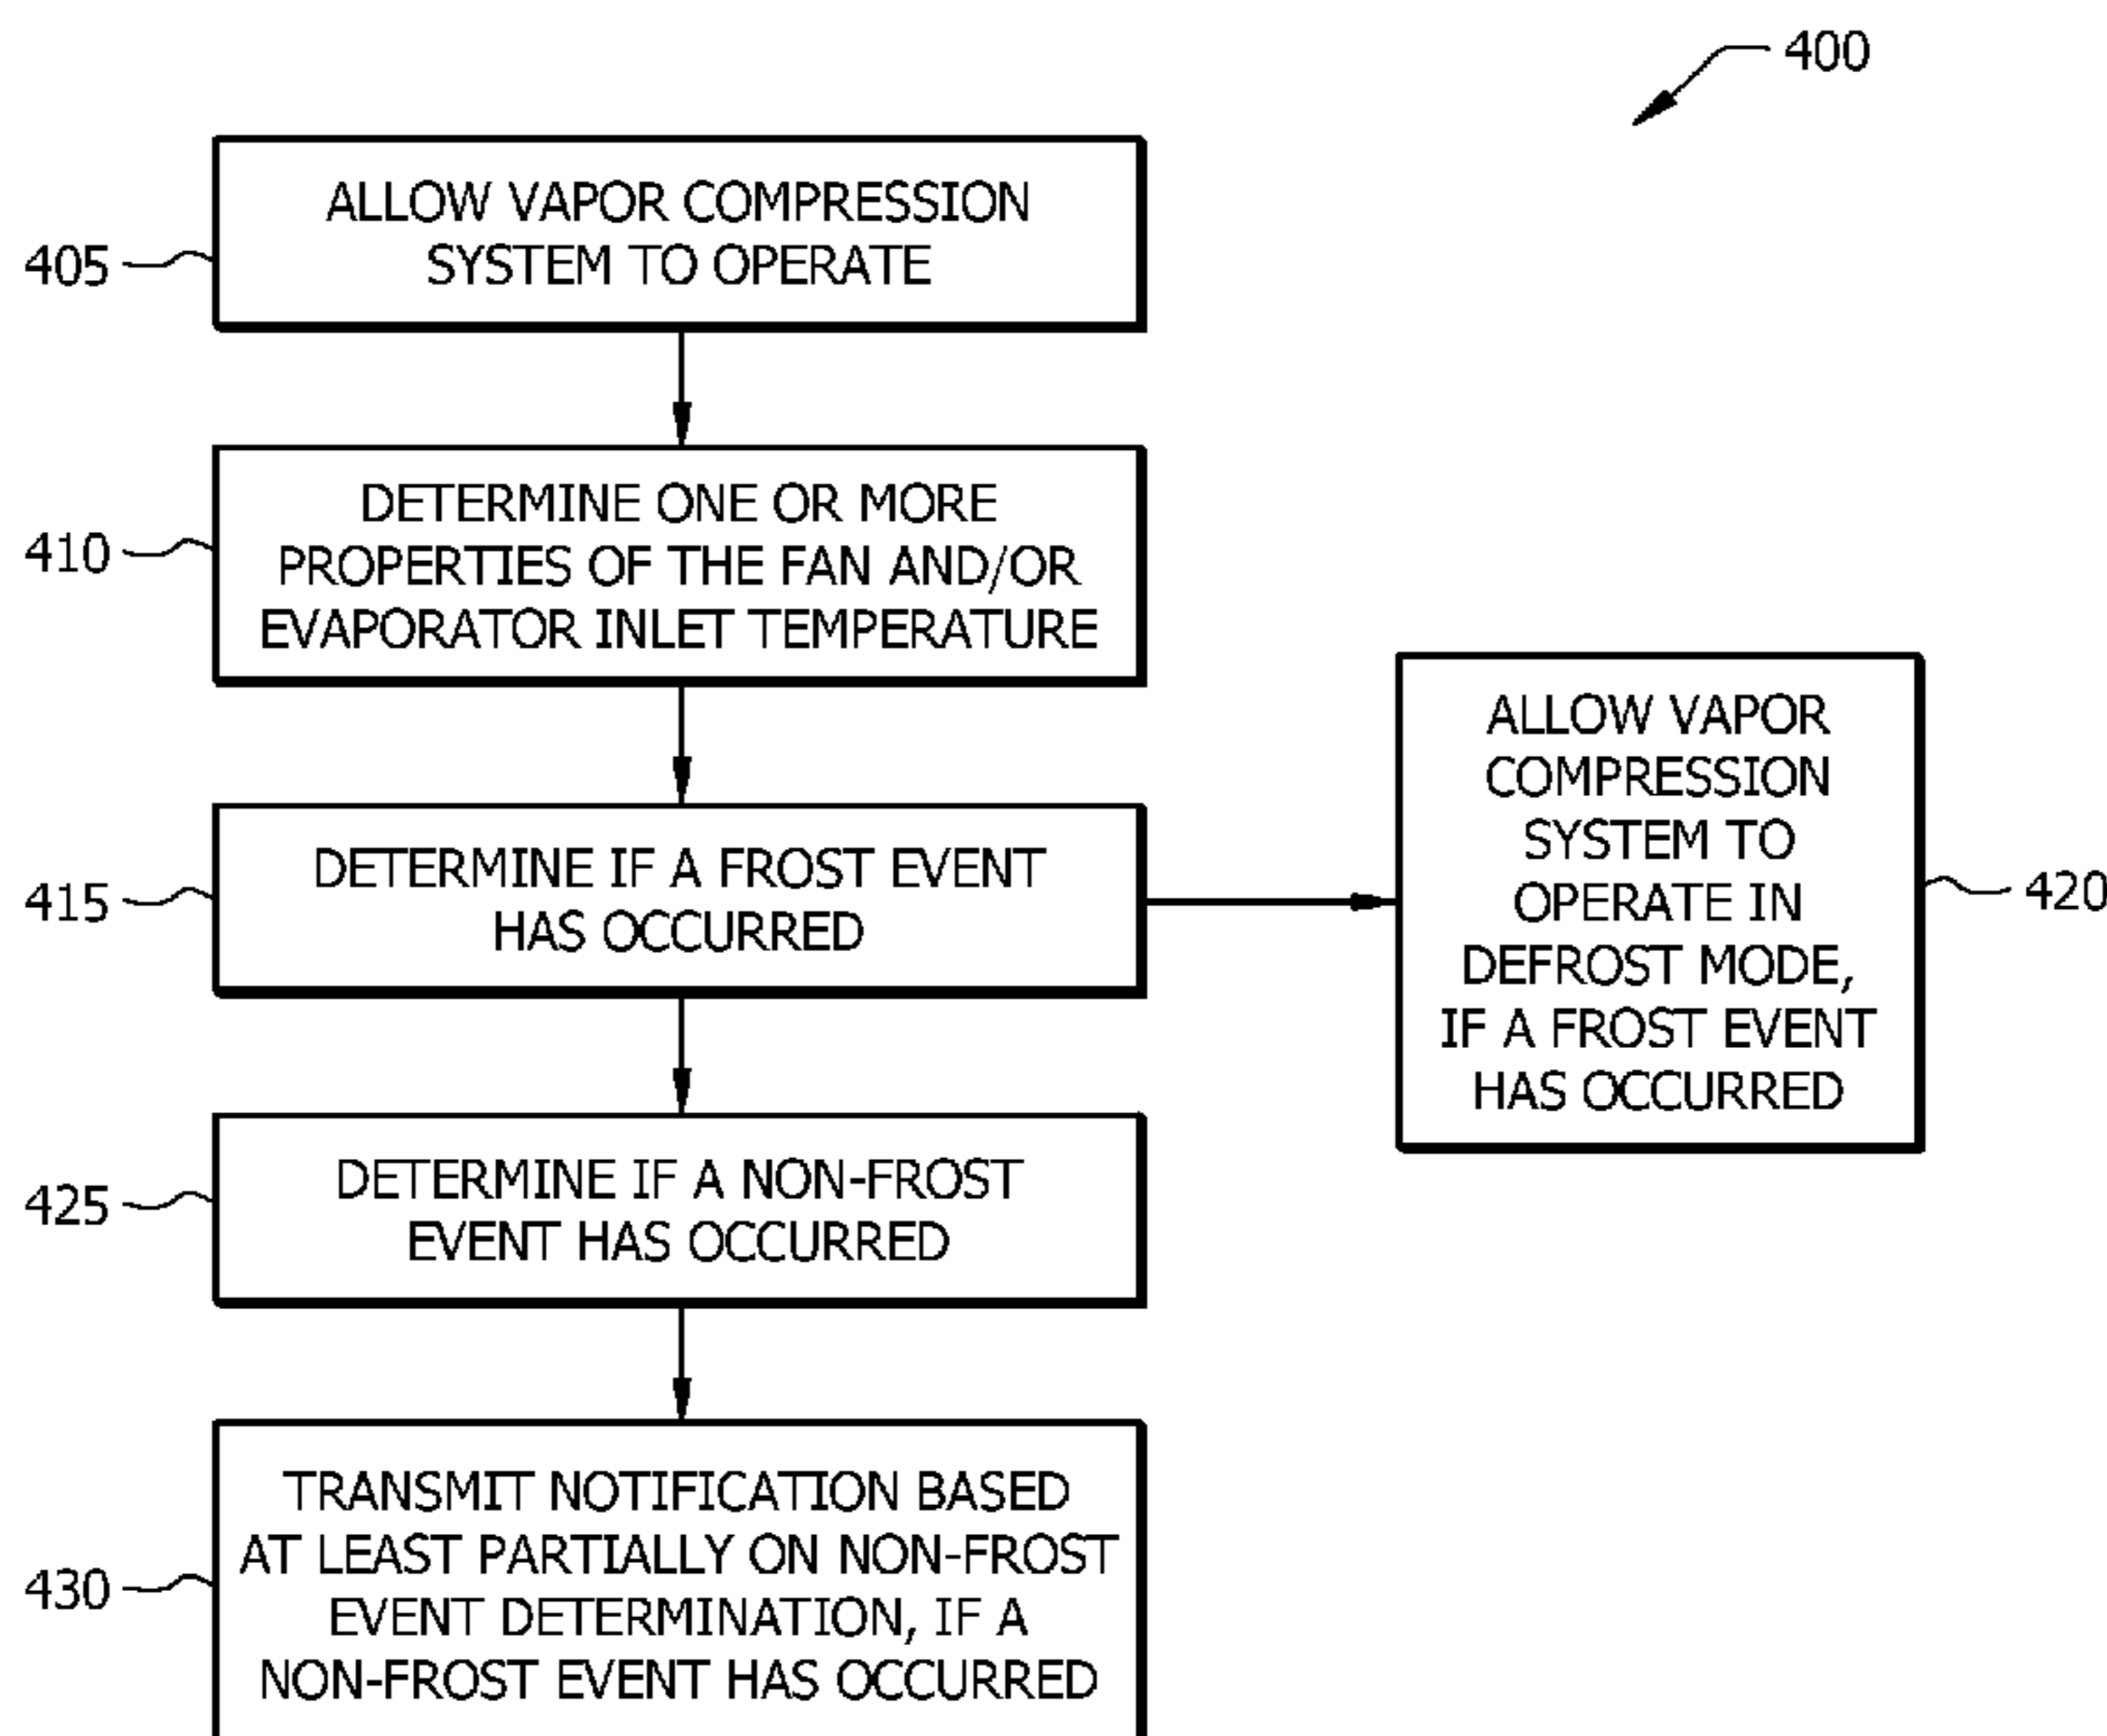 400
ALLOW VAPOR COMPRESSION
SYSTEM TO OPERATE
405
DETERMINE ONE OR MORE
PROPERTIES OF THE FAN AND/OR
EVAPORATOR INLET TEMPERATURE
410
DETERMINE IF A FROST EVENT
HAS OCCURRED
415
ALLOW VAPOR
COMPRESSION
SYSTEM TO
OPERATE IN
DEFROST MODE,
IF A FROST EVENT
HAS OCCURRED
420
DETERMINE IF A NON-FROST
EVENT HAS OCCURRED
425
TRANSMIT NOTIFICATION BASED
AT LEAST PARTIALLY ON NON-FROST
EVENT DETERMINATION, IF A
NON-FROST EVENT HAS OCCURRED
430